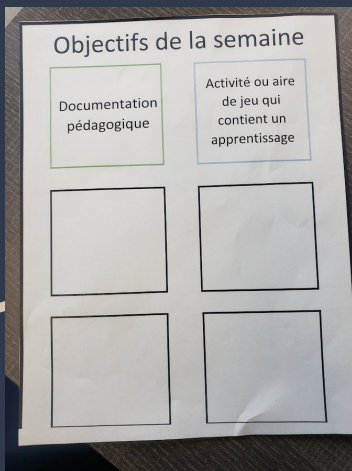 Objectifs de la semaine
Documentation
pédagogique
Activité ou aire
de jeu qui
contient un
apprentissage